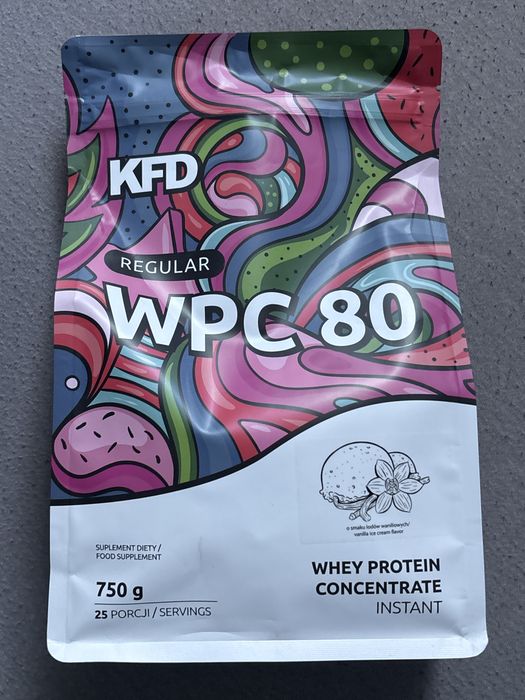 KFD
REGULAR
WPC 80
o smaku lodów waniliowych/
vanilla ice cream flavor
SUPLEMENT DIETY /
FOOD SUPPLEMENT
750 g
25 PORCJI / SERVINGS
WHEY PROTEIN
CONCENTRATE
INSTANT